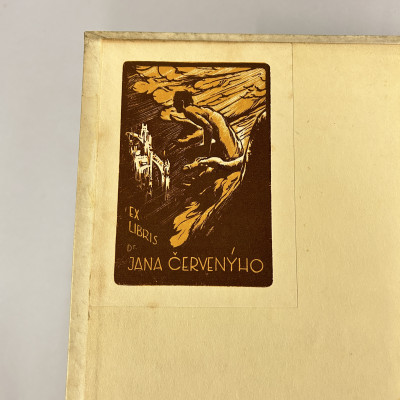 EX
LIBRIS
Dr.
JANA ČERVENÝHO